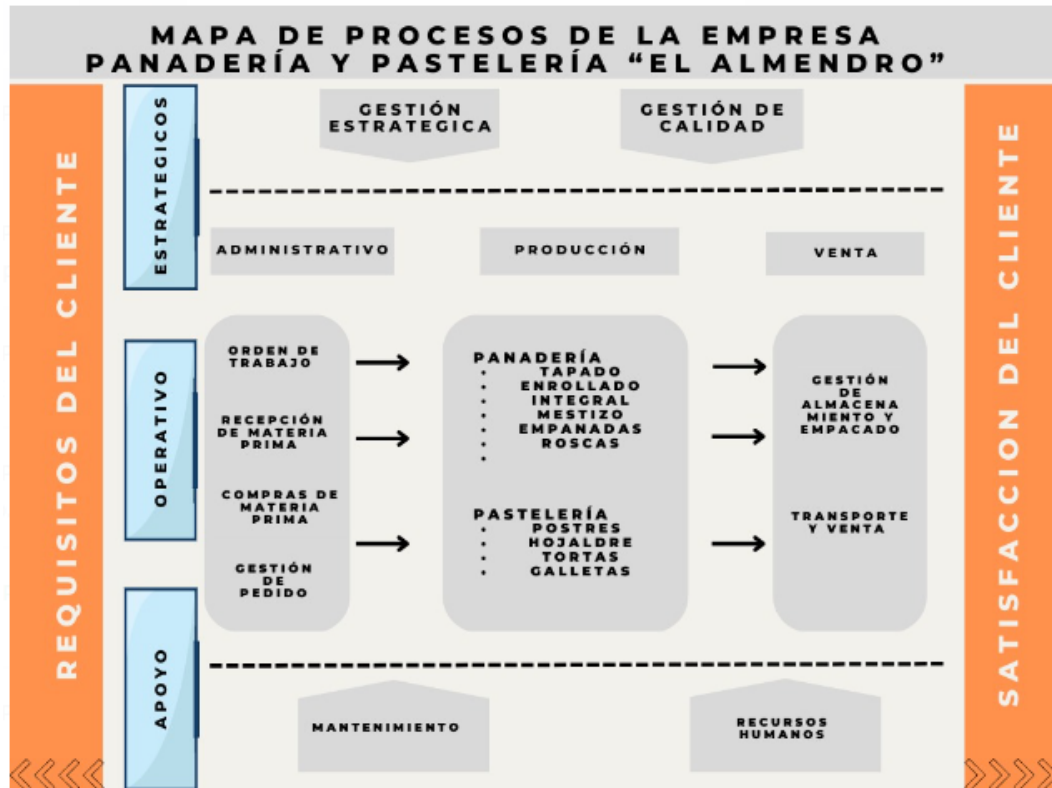 MAPA DE PROCESOS DE LA EMPRESA
PANADERÍA Y PASTELERÍA “EL ALMENDRO”
REQUISITOS DEL CLIENTE
ESTRATEGICOS
GESTIÓN
ESTRATEGICA
GESTIÓN DE
CALIDAD
ADMINISTRATIVO
PRODUCCIÓN
VENTA
OPERATIVO
ORDEN DE
TRABAJO
RECEPCIÓN
DE MATERIA
PRIMA
COMPRAS DE
MATERIA
PRIMA
GESTIÓN
DE
PEDIDO
PANADERÍA
• TAPADO
• ENROLLADO
• INTEGRAL
• MESTIZO
• EMPANADAS
• ROSCAS
•
PASTELERÍA
• POSTRES
• HOJALDRE
• TORTAS
• GALLETAS
GESTIÓN
DE
ALMACENA
MIENTO Y
EMPACADO
TRANSPORTE
Y VENTA
APOYO
MANTENIMIENTO
RECURSOS
HUMANOS
SATISFACCION DEL CLIENTE